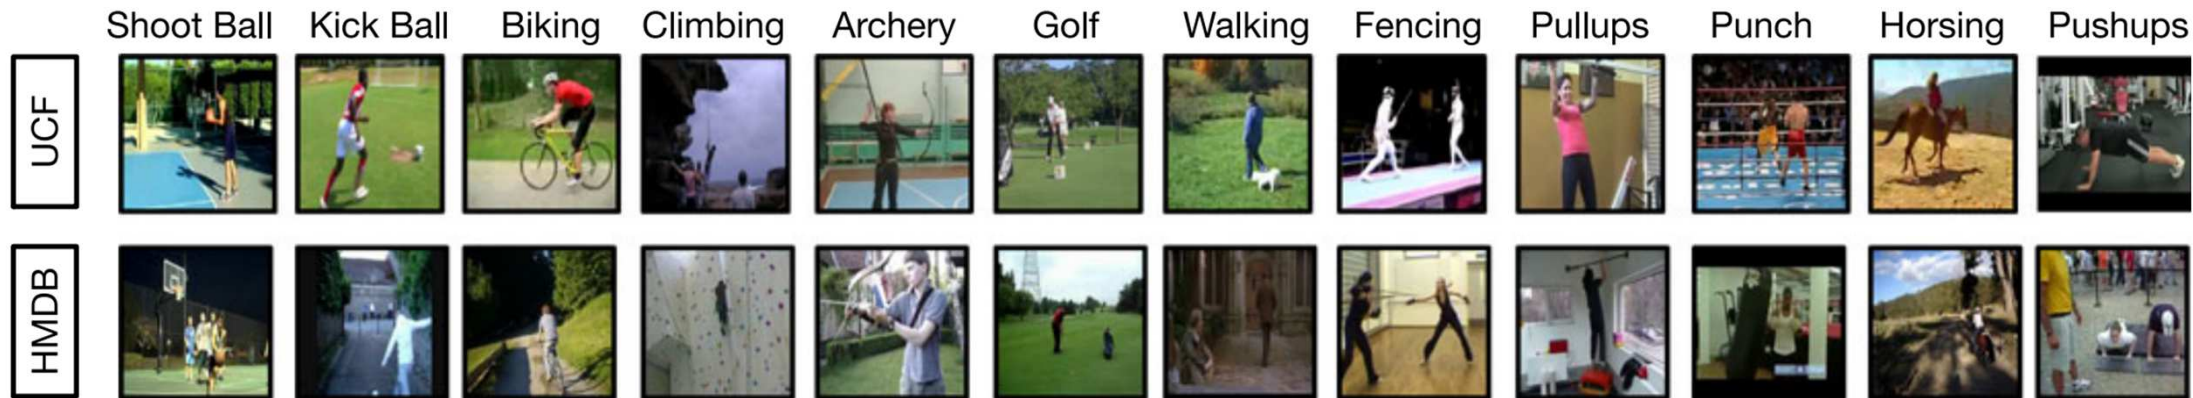 Shoot Ball Kick Ball Biking Climbing Archery Golf Walking Fencing Pullups Punch Horsing Pushups
UCF
HMDB